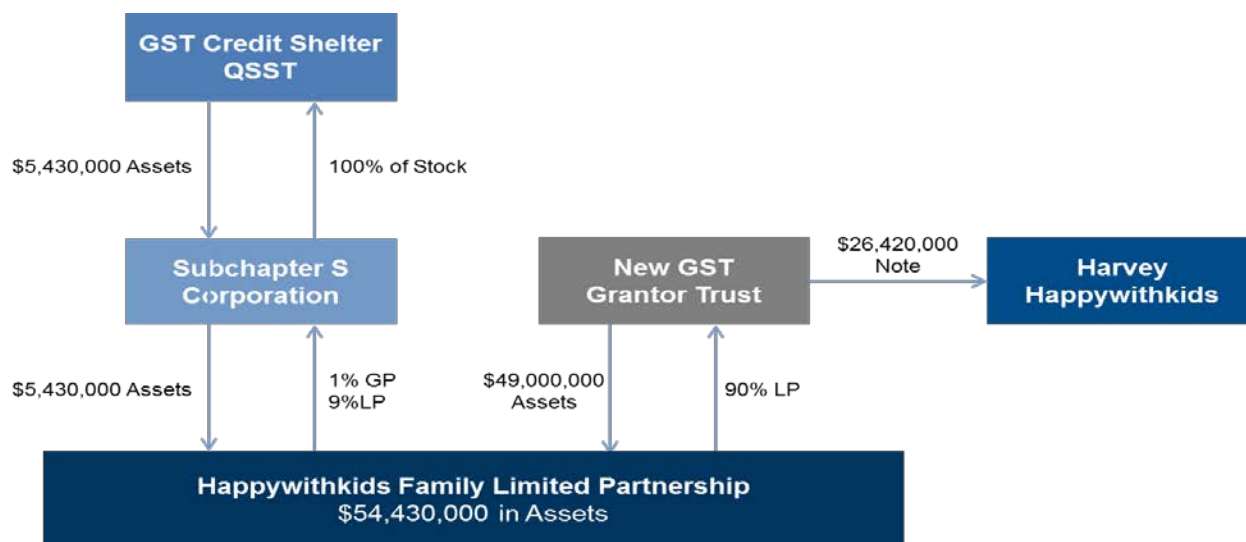 GST Credit Shelter
QSST
$5,430,000 Assets
100% of Stock
Subchapter S
Corporation
New GST
Grantor Trust
$26,420,000
Note
Harvey
Happywithkids
$5,430,000 Assets
1% GP
9%LP
$49,000,000
Assets
90% LP
Happywithkids Family Limited Partnership
$54,430,000 in Assets